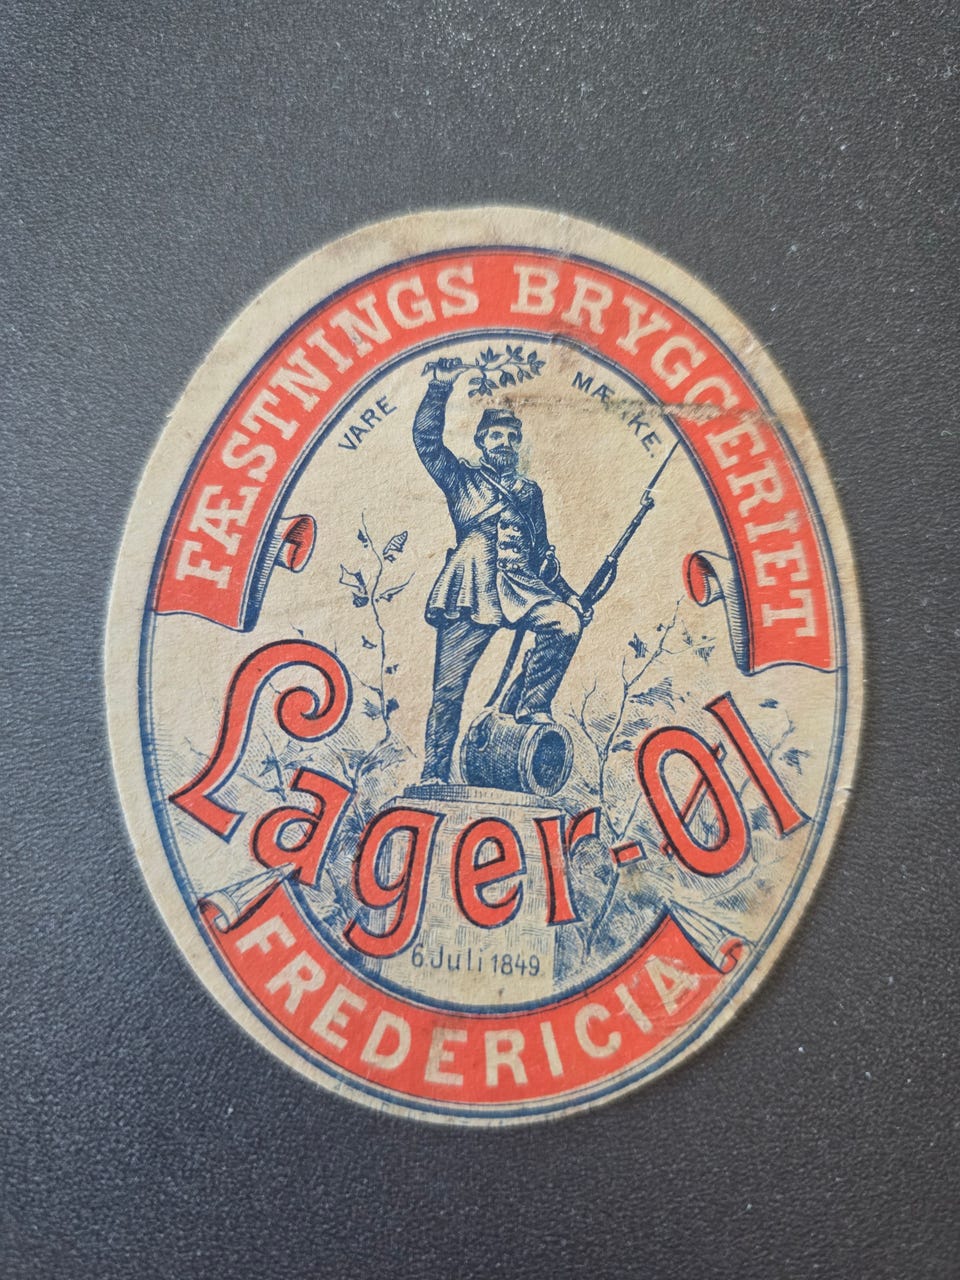 FÆSTNINGS BRYGGERIET
VARE MÆRKE.
Lager-Øl
6 Juli 1849
FREDERICIA